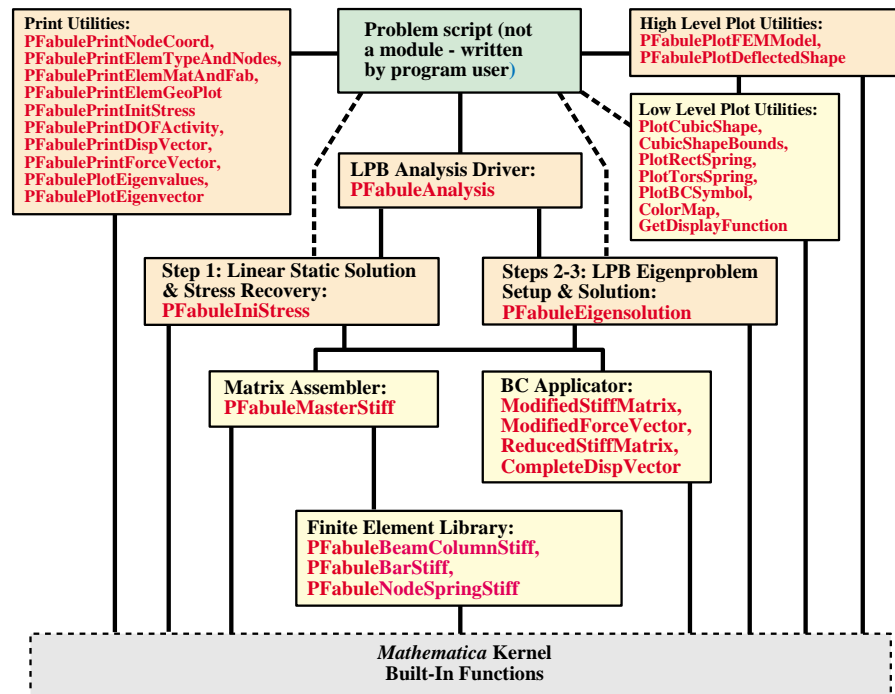 Print Utilities:
PFabulePrintNodeCoord,
PFabulePrintElemTypeAndNodes,
PFabulePrintElemMatAndFab,
PFabulePrintElemGeoPlot
PFabulePrintInitStress
PFabulePrintDOFActivity,
PFabulePrintDispVector,
PFabulePrintForceVector,
PFabulePlotEigenvalues,
PFabulePlotEigenvector
Problem script (not
a module - written
by program user)
High Level Plot Utilities:
PFabulePlotFEMModel,
PFabulePlotDeflectedShape
Low Level Plot Utilities:
PlotCubicShape,
CubicShapeBounds,
PlotRectSpring,
PlotTorsSpring,
PlotBCSymbol,
ColorMap,
GetDisplayFunction
LPB Analysis Driver:
PFabuleAnalysis
Step 1: Linear Static Solution
& Stress Recovery:
PFabuleIniStress
Steps 2-3: LPB Eigenproblem
Setup & Solution:
PFabuleEigensolution
Matrix Assembler:
PFabuleMasterStiff
BC Applicator:
ModifiedStiffMatrix,
ModifiedForceVector,
ReducedStiffMatrix,
CompleteDispVector
Finite Element Library:
PFabuleBeamColumnStiff,
PFabuleBarStiff,
PFabuleNodeSpringStiff
Mathematica Kernel
Built-In Functions